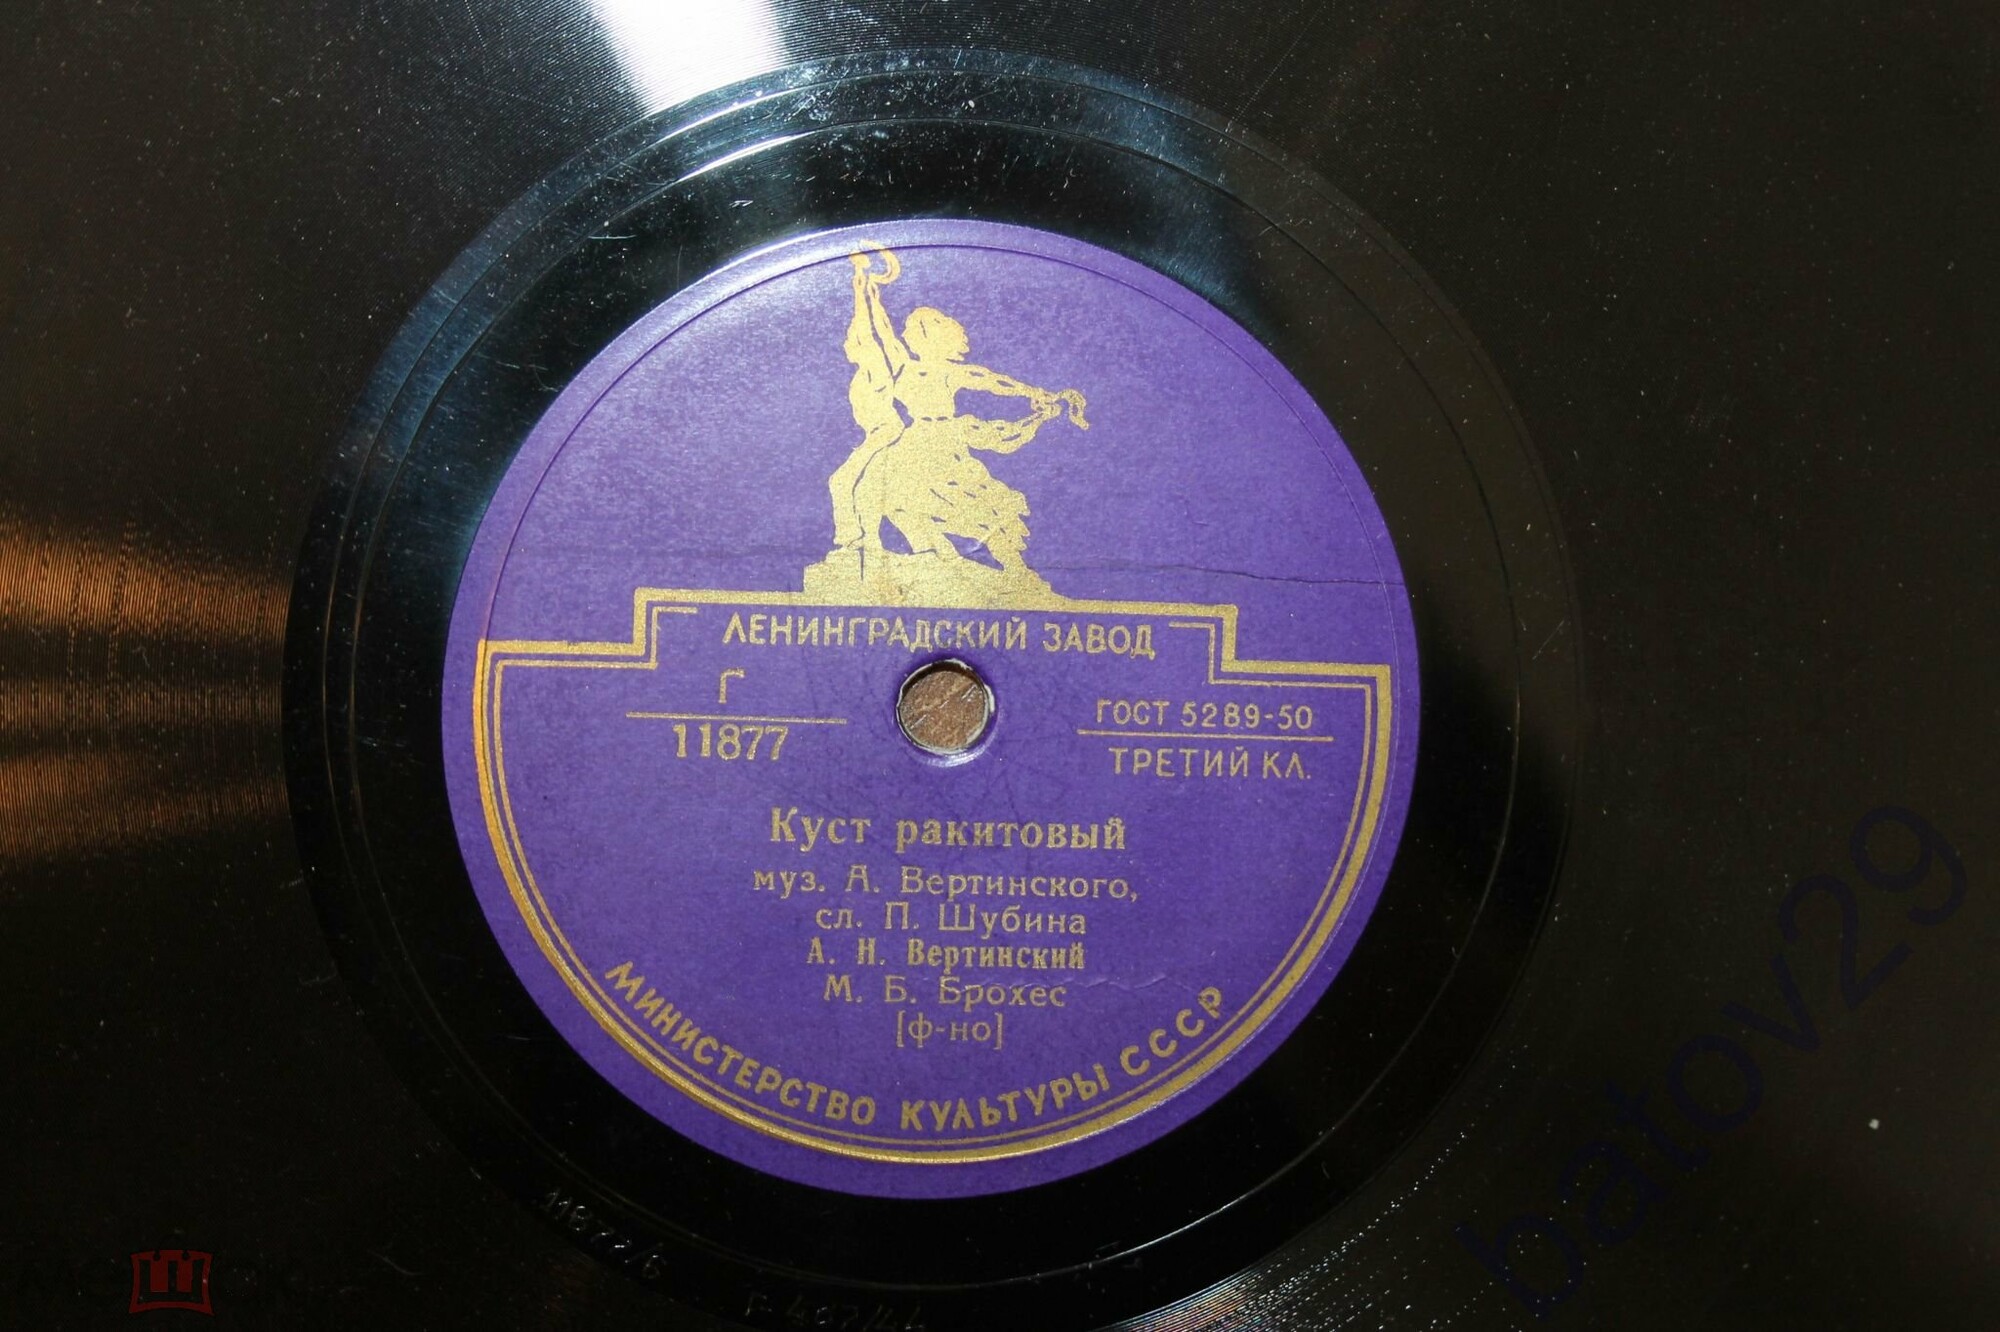 ЛЕНИНГРАДСКИЙ ЗАВОД
Г
11877
ГОСТ 5289-50
ТРЕТИЙ КЛ.
Куст ракитовый
муз. А. Вертинского,
сл. П. Шубина
А. Н. Вертинский
М. Б. Брохес
[ф-но]
МИНИСТЕРСТВО КУЛЬТУРЫ СССР
batov29